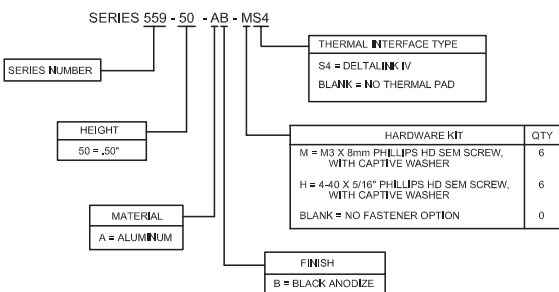 SERIES 559 - 50 - AB - MS4
THERMAL INTERFACE TYPE
S4 = DELTALINK IV
BLANK = NO THERMAL PAD
SERIES NUMBER
HEIGHT
50 = .50"
HARDWARE KIT QTY
M = M3 X 8mm PHILLIPS HD SEM SCREW, 6
WITH CAPTIVE WASHER
H = 4-40 X 5/16" PHILLIPS HD SEM SCREW, 6
WITH CAPTIVE WASHER
BLANK = NO FASTENER OPTION 0
MATERIAL
A = ALUMINUM
FINISH
B = BLACK ANODIZE